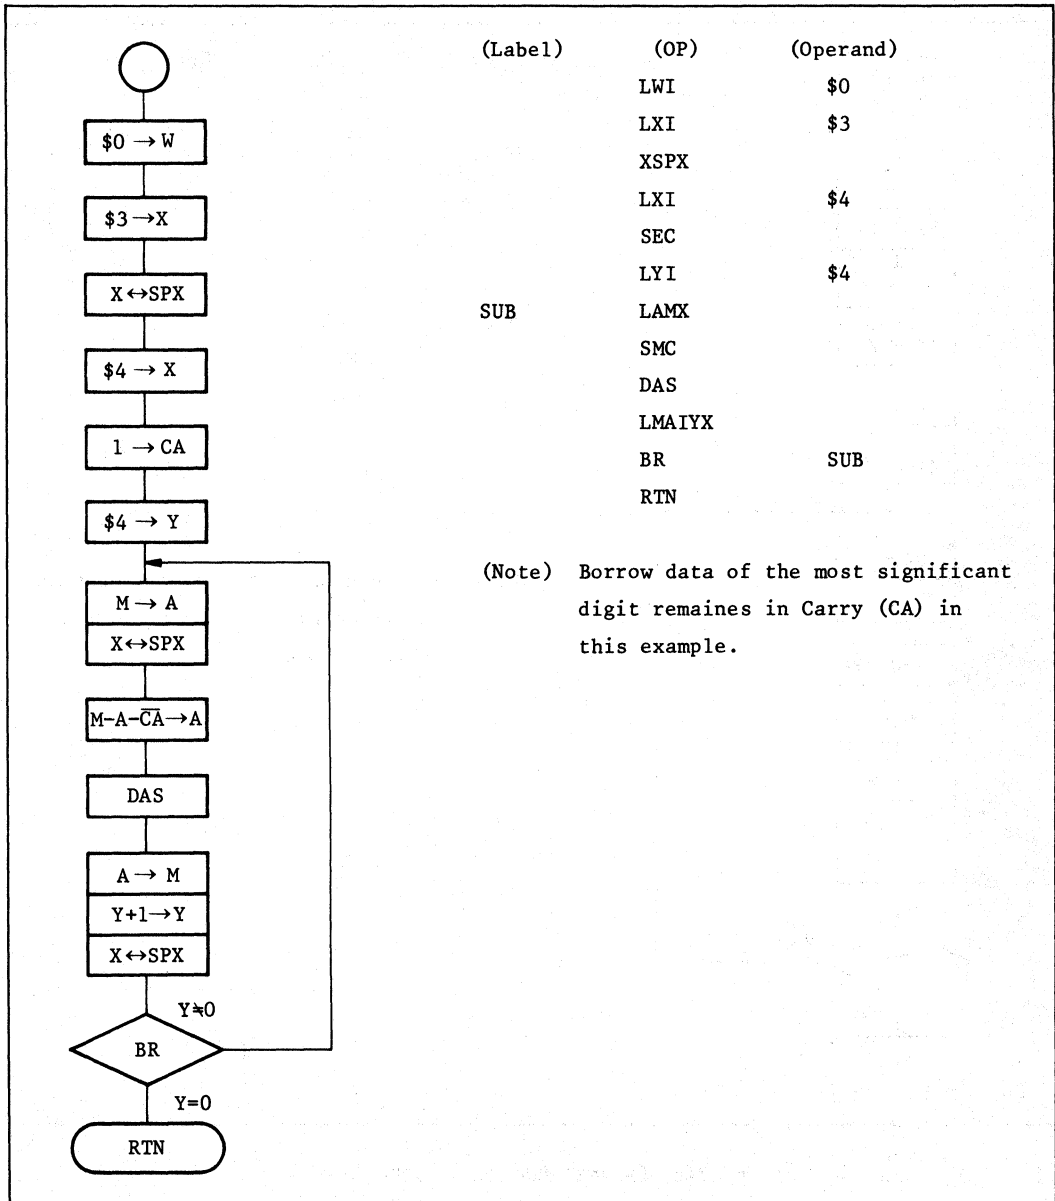 $0 → W
$3 → X
X ↔ SPX
$4 → X
1 → CA
$4 → Y
M → A
X ↔ SPX
M-A-C̅A̅→A
DAS
A → M
Y+1→Y
X ↔ SPX
Y≠0
BR
Y=0
RTN
(Label) (OP) (Operand)
LWI $0
LXI $3
XSPX
LXI $4
SEC
LYI $4
SUB LAMX
SMC
DAS
LMAIYX
BR SUB
RTN
(Note) Borrow data of the most significant
digit remaines in Carry (CA) in
this example.